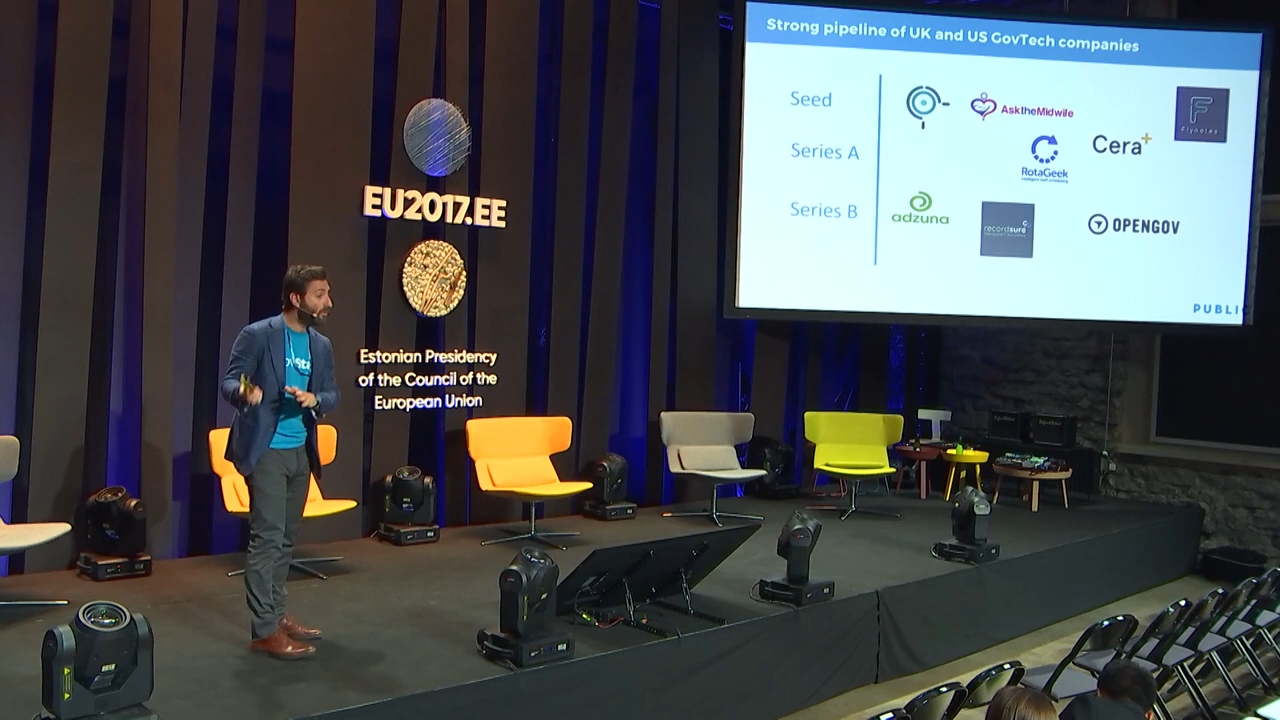 Strong pipeline of UK and US GovTech companies
Seed
AsktheMidwife
Flynotes
Series A
RotaGeek
Cera+
Series B
adzuna
recordsure
OPENGOV
PUBLIC
EU2017.EE
Estonian Presidency
of the Council of the
European Union